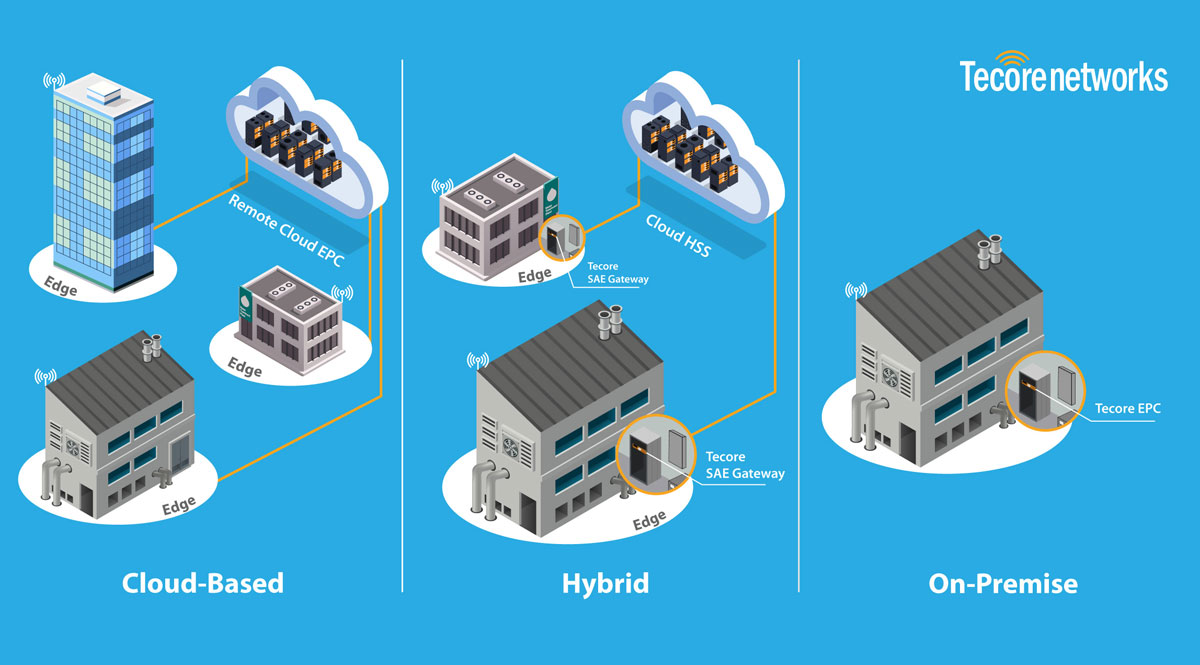 Tecore networks
Remote Cloud EPC
Edge
Edge
Edge
Cloud-Based
Cloud HSS
Edge
Tecore
SAE Gateway
Tecore
SAE Gateway
Edge
Hybrid
Tecore EPC
On-Premise